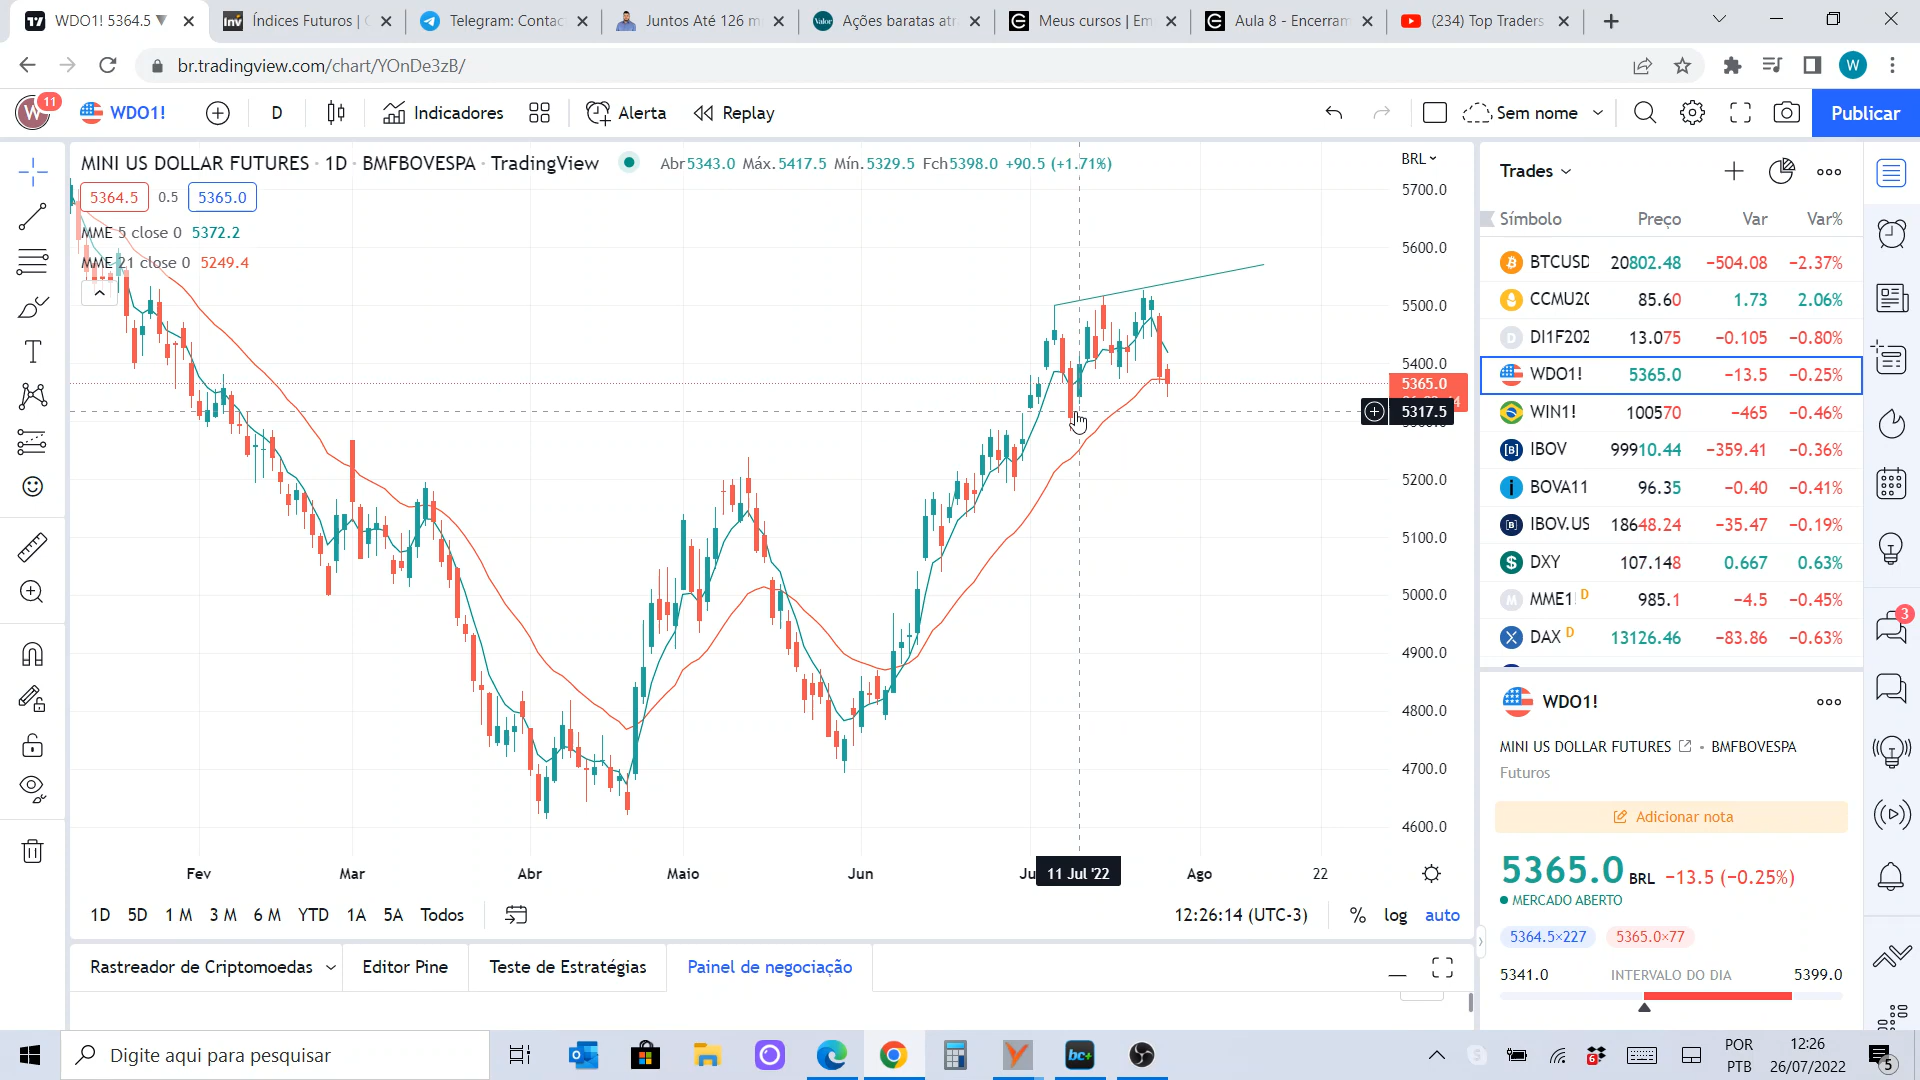 WDO1! 5364.5 ▼
Índices Futuros |
Telegram: Contac
Juntos Até 126 m
Ações baratas atr
Meus cursos | Em
Aula 8 - Encerram
(234) Top Traders
br.tradingview.com/chart/YOnDe3zB/
W
W
11
WDO1!
D
Indicadores
Alerta
Replay
Sem nome
Publicar
MINI US DOLLAR FUTURES · 1D · BMFBOVESPA · TradingView
Abr5343.0 Máx.5417.5 Mín.5329.5 Fch5398.0 +90.5 (+1.71%)
BRL
5364.5
0.5
5365.0
MME 5 close 0 5372.2
MME 21 close 0 5249.4
5700.0
5600.0
5500.0
5400.0
5365.0
5317.5
5200.0
5100.0
5000.0
4900.0
4800.0
4700.0
4600.0
Fev
Mar
Abr
Maio
Jun
11 Jul '22
Ago
22
1D
5D
1 M
3 M
6 M
YTD
1A
5A
Todos
12:26:14 (UTC-3)
%
log
auto
Rastreador de Criptomoedas
Editor Pine
Teste de Estratégias
Painel de negociação
Trades
Símbolo Preço Var Var%
BTCUSD 20802.48 −504.08 −2.37%
CCMU20 85.60 1.73 2.06%
DI1F202 13.075 −0.105 −0.80%
WDO1! 5365.0 −13.5 −0.25%
WIN1! 100570 −465 −0.46%
IBOV 99910.44 −359.41 −0.36%
BOVA11 96.35 −0.40 −0.41%
IBOV.US 18648.24 −35.47 −0.19%
DXY 107.148 0.667 0.63%
MME1! D 985.1 −4.5 −0.45%
DAX D 13126.46 −83.86 −0.63%
WDO1!
MINI US DOLLAR FUTURES • BMFBOVESPA
Futuros
Adicionar nota
5365.0 BRL −13.5 (−0.25%)
MERCADO ABERTO
5364.5×227
5365.0×77
5341.0 INTERVALO DO DIA 5399.0
3
Digite aqui para pesquisar
bc+
6
POR
PTB
12:26
26/07/2022
5